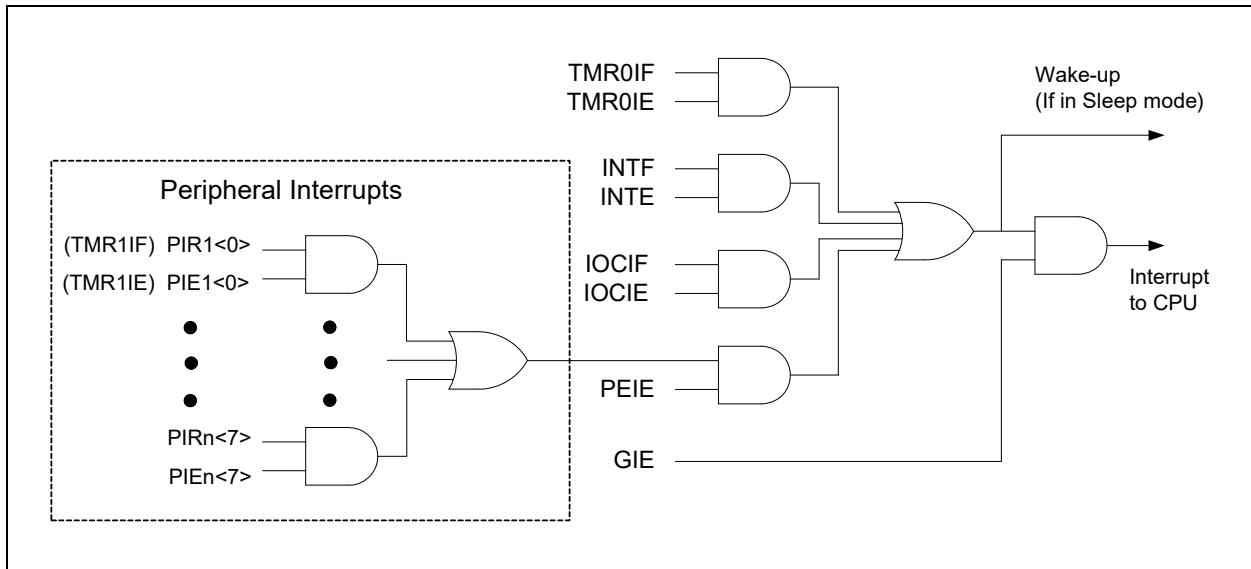 TMR0IF
TMR0IE
Wake-up
(If in Sleep mode)
INTF
INTE
Peripheral Interrupts
(TMR1IF) PIR1<0>
(TMR1IE) PIE1<0>
IOCIF
IOCIE
Interrupt
to CPU
PEIE
PIRn<7>
PIEn<7>
GIE